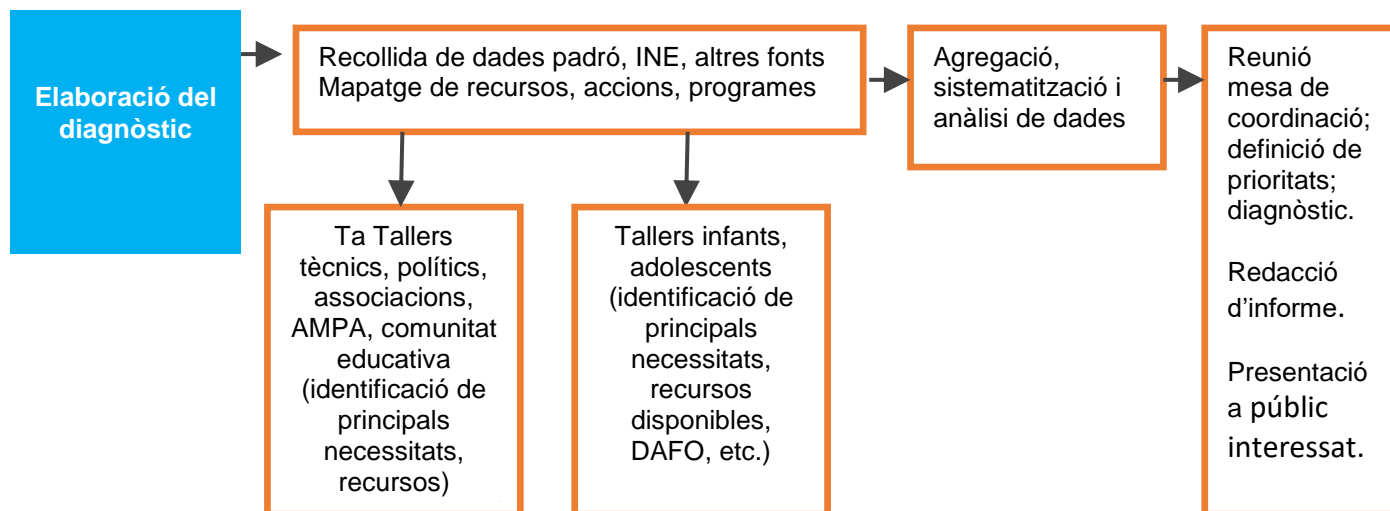 Elaboració del
diagnòstic
Recollida de dades padró, INE, altres fonts
Mapatge de recursos, accions, programes
Agregació,
sistematització i
anàlisi de dades
Reunió
mesa de
coordinació;
definició de
prioritats;
diagnòstic.
Redacció
d’informe.
Presentació
a públic
interessat.
Ta Tallers
tècnics, polítics,
associacions,
AMPA, comunitat
educativa
(identificació de
principals
necessitats,
recursos)
Tallers infants,
adolescents
(identificació de
principals
necessitats,
recursos
disponibles,
DAFO, etc.)